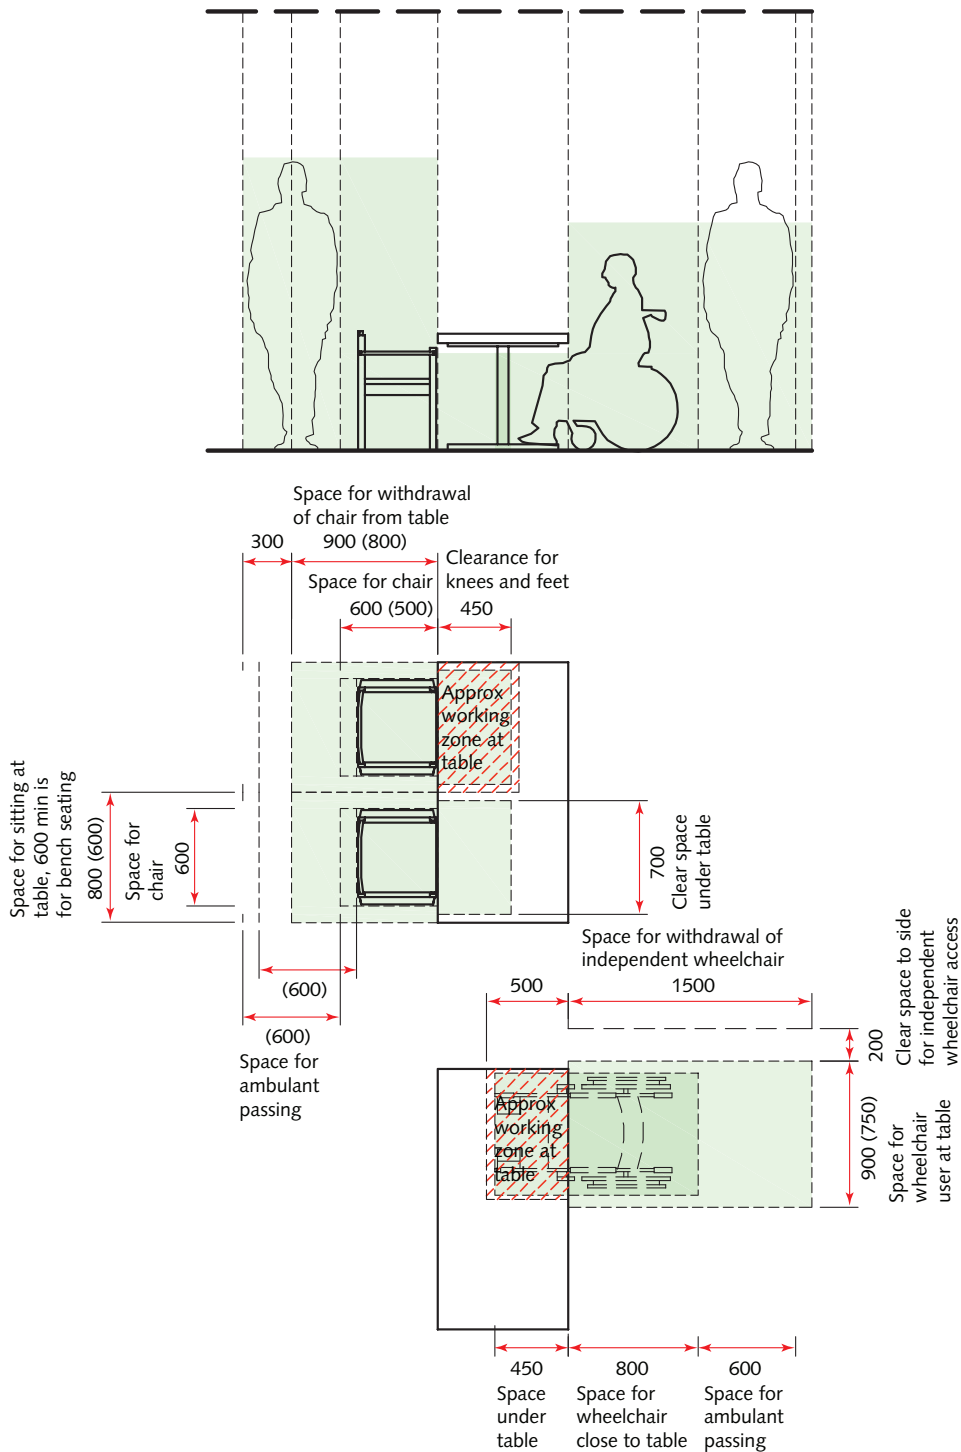 Space for withdrawal
of chair from table
300
900 (800)
Clearance for
knees and feet
Space for chair
600 (500)
450
Approx
working
zone at
table
Space for sitting at
table, 600 min is
for bench seating
800 (600)
Space for
chair
600
700
Clear space
under table
(600)
(600)
Space for
ambulant
passing
Space for withdrawal of
independent wheelchair
500
1500
200
Clear space to side
for independent
wheelchair access
Approx
working
zone at
table
900 (750)
Space for
wheelchair
user at table
450
800
600
Space
under
table
Space for
wheelchair
close to table
Space for
ambulant
passing